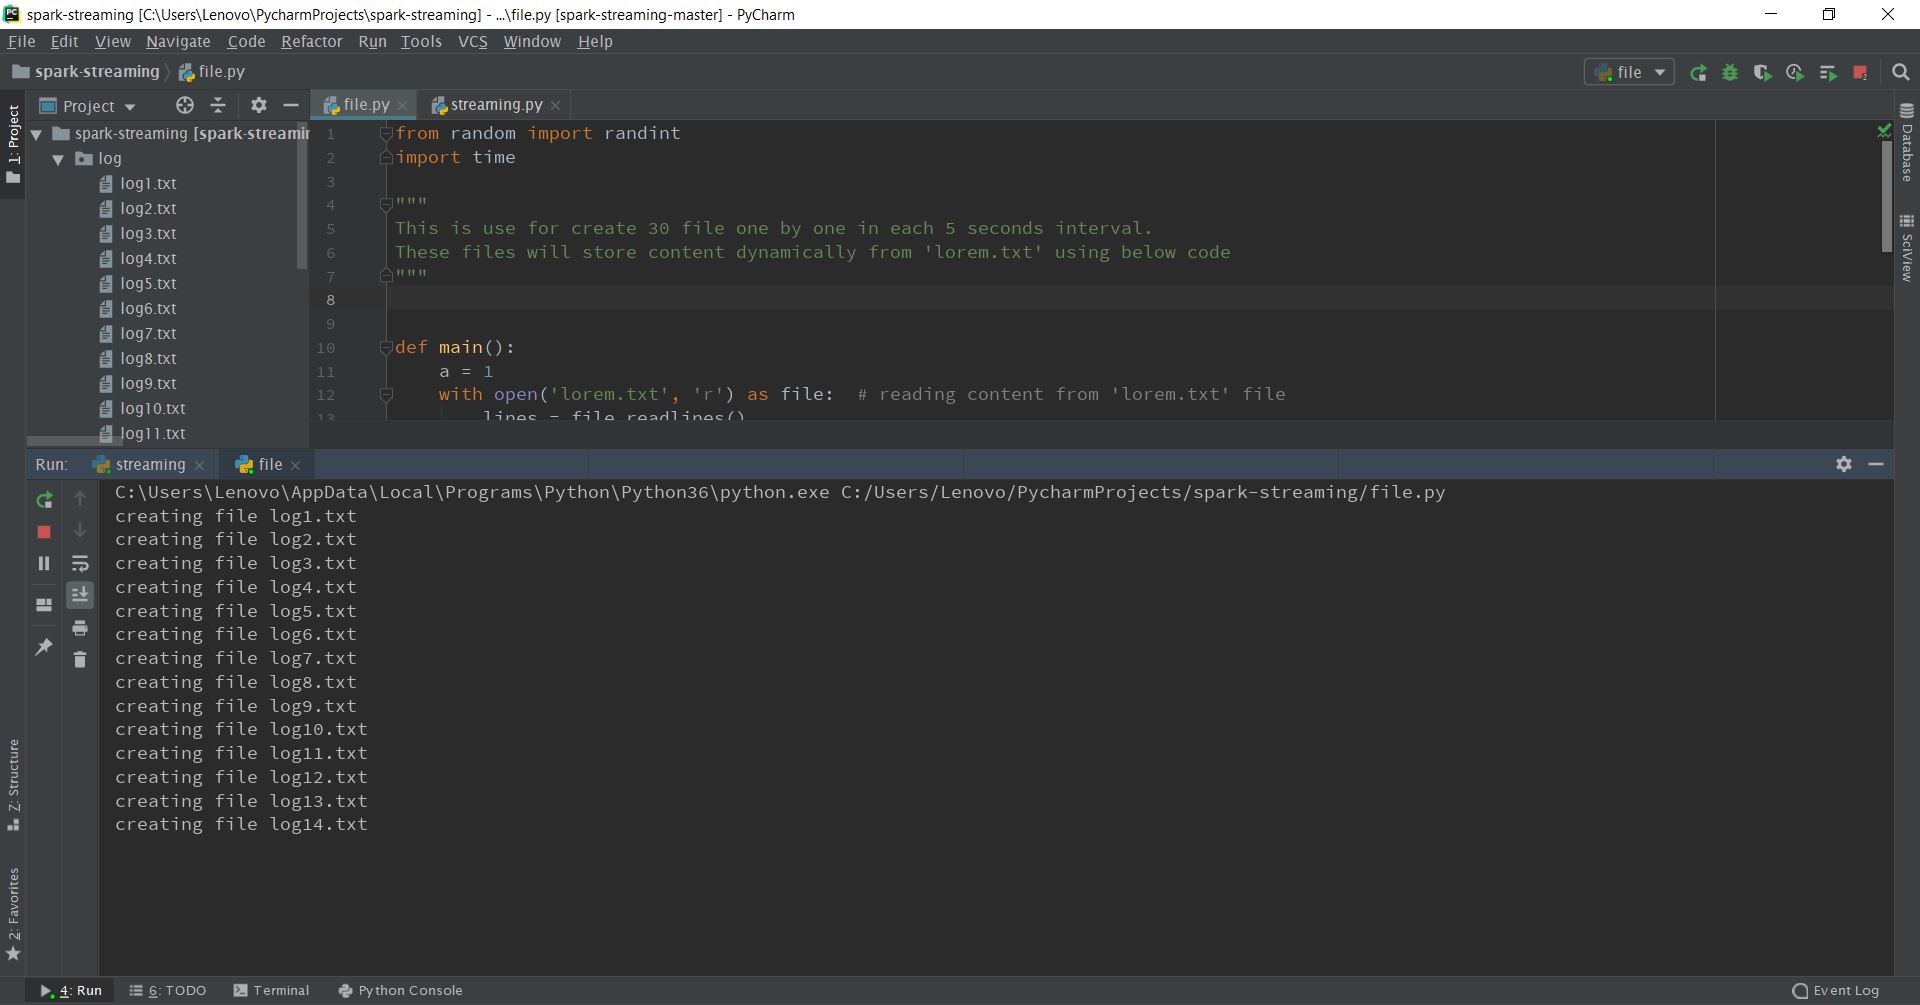 spark-streaming [C:\Users\Lenovo\PycharmProjects\spark-streaming] - ...\file.py [spark-streaming-master] - PyCharm
File Edit View Navigate Code Refactor Run Tools VCS Window Help
spark-streaming file.py
file
Project
file.py
streaming.py
1: Project
spark-streaming [spark-streamin
log
log1.txt
log2.txt
log3.txt
log4.txt
log5.txt
log6.txt
log7.txt
log8.txt
log9.txt
log10.txt
log11.txt
1 from random import randint
2 import time
3
4 """
5 This is use for create 30 file one by one in each 5 seconds interval.
6 These files will store content dynamically from 'lorem.txt' using below code
7 """
8
9
10 def main():
11 a = 1
12 with open('lorem.txt', 'r') as file: # reading content from 'lorem.txt' file
13 lines = file.readlines()
Database
SciView
Run: streaming file
C:\Users\Lenovo\AppData\Local\Programs\Python\Python36\python.exe C:/Users/Lenovo/PycharmProjects/spark-streaming/file.py
creating file log1.txt
creating file log2.txt
creating file log3.txt
creating file log4.txt
creating file log5.txt
creating file log6.txt
creating file log7.txt
creating file log8.txt
creating file log9.txt
creating file log10.txt
creating file log11.txt
creating file log12.txt
creating file log13.txt
creating file log14.txt
Z: Structure
2: Favorites
4: Run 6: TODO Terminal Python Console Event Log